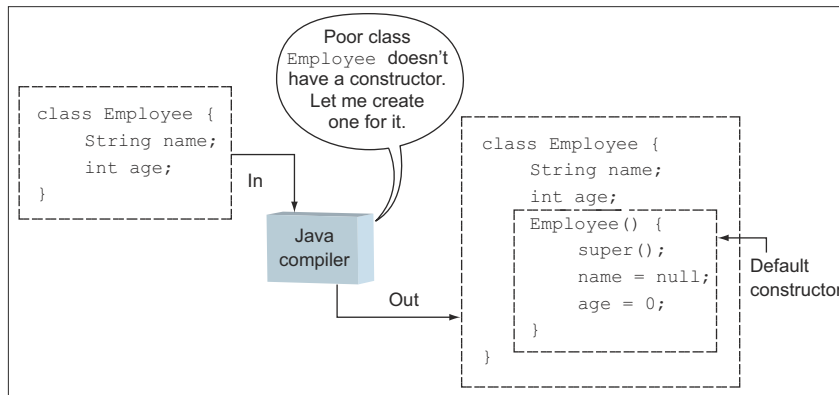 Poor class
Employee doesn’t
have a constructor.
Let me create
one for it.
class Employee {
String name;
int age;
}
In
Java
compiler
Out
class Employee {
String name;
int age;
Employee() {
super();
name = null;
age = 0;
}
}
Default
constructor